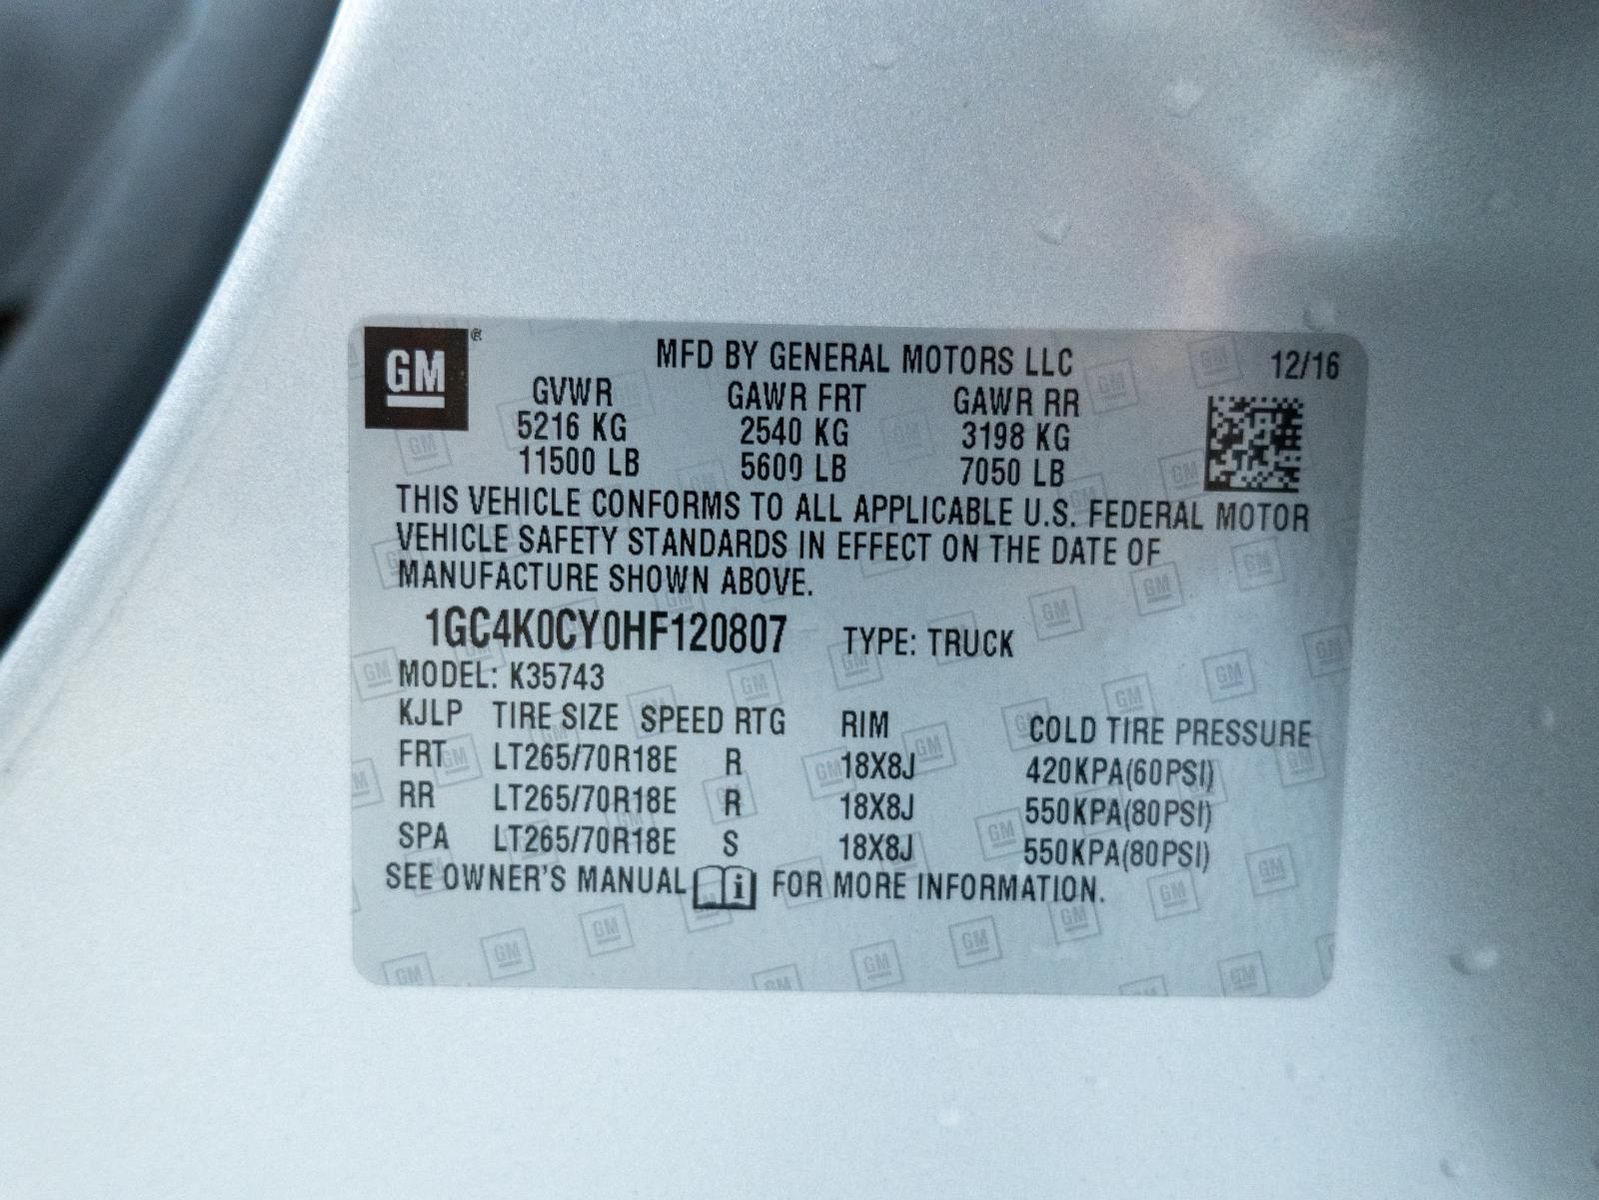 GM ®
MFD BY GENERAL MOTORS LLC 12/16
GVWR GAWR FRT GAWR RR
5216 KG 2540 KG 3198 KG
11500 LB 5600 LB 7050 LB
THIS VEHICLE CONFORMS TO ALL APPLICABLE U.S. FEDERAL MOTOR
VEHICLE SAFETY STANDARDS IN EFFECT ON THE DATE OF
MANUFACTURE SHOWN ABOVE.
1GC4K0CY0HF120807 TYPE: TRUCK
MODEL: K35743
KJLP TIRE SIZE SPEED RTG RIM COLD TIRE PRESSURE
FRT LT265/70R18E R 18X8J 420KPA(60PSI)
RR LT265/70R18E R 18X8J 550KPA(80PSI)
SPA LT265/70R18E S 18X8J 550KPA(80PSI)
SEE OWNER'S MANUAL i FOR MORE INFORMATION.